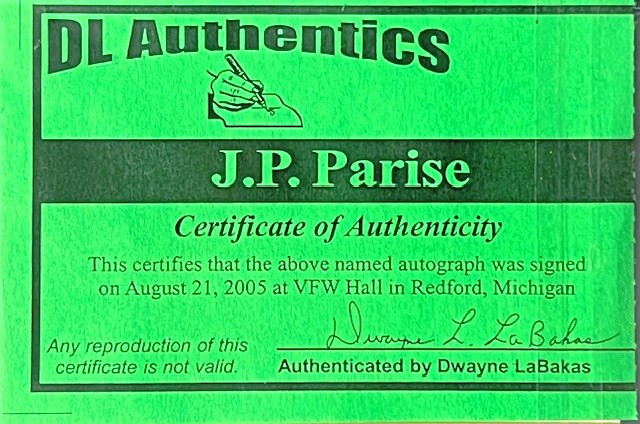 DL Authentics
J.P. Parise
Certificate of Authenticity
This certifies that the above named autograph was signed
on August 21, 2005 at VFW Hall in Redford, Michigan
Dwayne L. LaBakas
Any reproduction of this
certificate is not valid.
Authenticated by Dwayne LaBakas